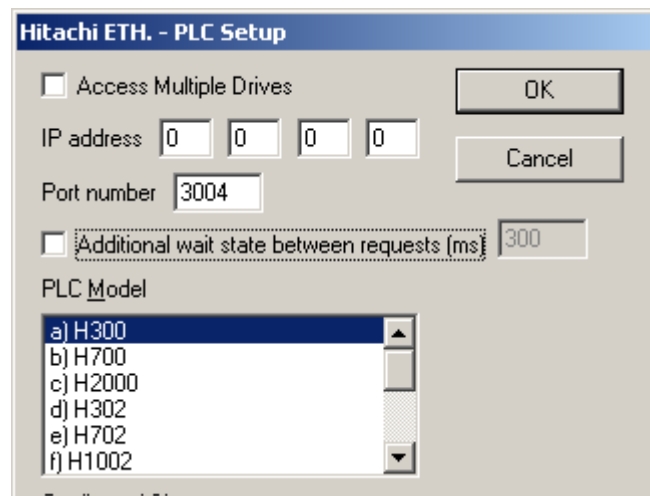 Hitachi ETH. - PLC Setup
Access Multiple Drives
OK
IP address 0 0 0 0
Cancel
Port number 3004
Additional wait state between requests (ms) 300
PLC Model
a) H300
b) H700
c) H2000
d) H302
e) H702
f) H1002